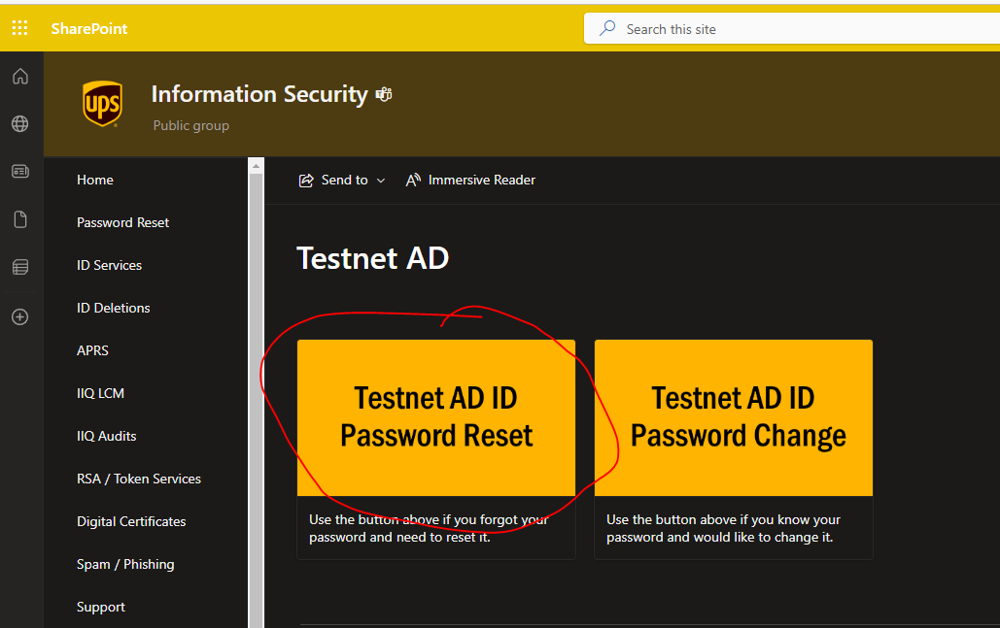 SharePoint
Search this site
ups
Information Security
Public group
Home
Password Reset
ID Services
ID Deletions
APRS
IIQ LCM
IIQ Audits
RSA / Token Services
Digital Certificates
Spam / Phishing
Support
Send to
Immersive Reader
Testnet AD
Testnet AD ID
Password Reset
Use the button above if you forgot your
password and need to reset it.
Testnet AD ID
Password Change
Use the button above if you know your
password and would like to change it.